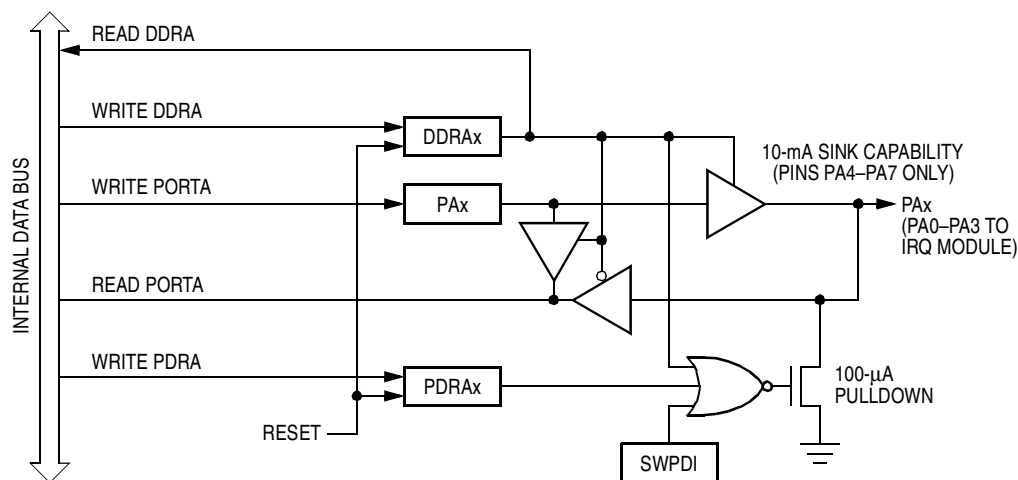 READ DDRA
WRITE DDRA
DDRAx
10-mA SINK CAPABILITY
(PINS PA4–PA7 ONLY)
WRITE PORTA
PAx
PAx
(PA0–PA3 TO
IRQ MODULE)
INTERNAL DATA BUS
READ PORTA
WRITE PDRA
PDRAx
100-μA
PULLDOWN
RESET
SWPDI